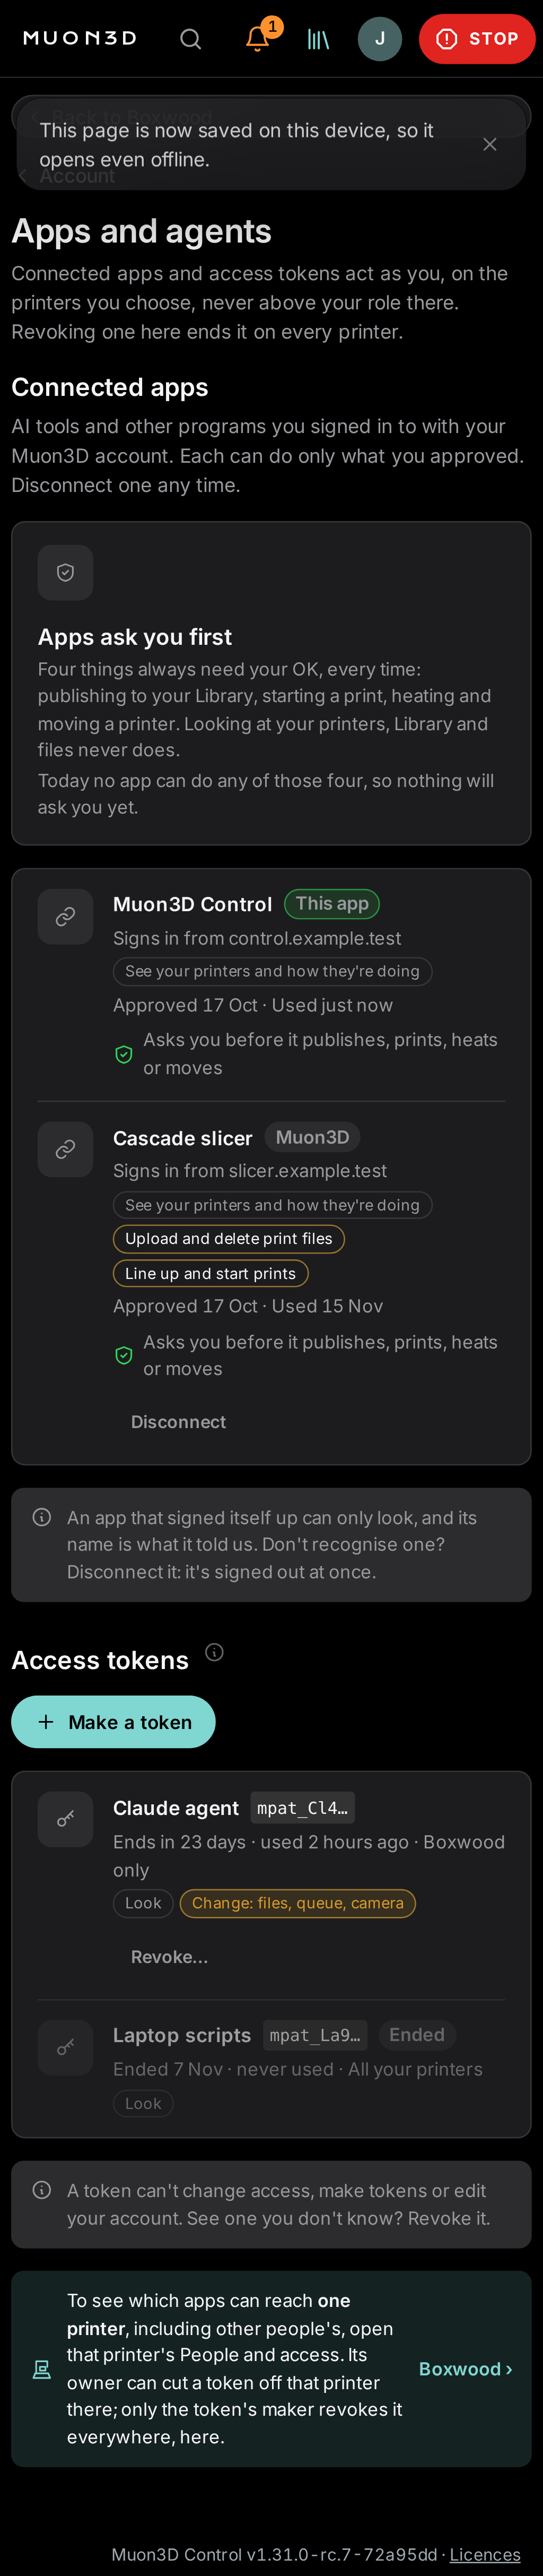 MUON3D
1
J
STOP
Back to Boxwood
This page is now saved on this device, so it
opens even offline.
Account
Apps and agents
Connected apps and access tokens act as you, on the
printers you choose, never above your role there.
Revoking one here ends it on every printer.
Connected apps
AI tools and other programs you signed in to with your
Muon3D account. Each can do only what you approved.
Disconnect one any time.
Apps ask you first
Four things always need your OK, every time:
publishing to your Library, starting a print, heating and
moving a printer. Looking at your printers, Library and
files never does.
Today no app can do any of those four, so nothing will
ask you yet.
Muon3D Control This app
Signs in from control.example.test
See your printers and how they're doing
Approved 17 Oct · Used just now
Asks you before it publishes, prints, heats
or moves
Cascade slicer Muon3D
Signs in from slicer.example.test
See your printers and how they're doing
Upload and delete print files
Line up and start prints
Approved 17 Oct · Used 15 Nov
Asks you before it publishes, prints, heats
or moves
Disconnect
An app that signed itself up can only look, and its
name is what it told us. Don't recognise one?
Disconnect it: it's signed out at once.
Access tokens
Make a token
Claude agent mpat_Cl4…
Ends in 23 days · used 2 hours ago · Boxwood
only
Look Change: files, queue, camera
Revoke…
Laptop scripts mpat_La9… Ended
Ended 7 Nov · never used · All your printers
Look
A token can't change access, make tokens or edit
your account. See one you don't know? Revoke it.
To see which apps can reach one
printer, including other people's, open
that printer's People and access. Its
owner can cut a token off that printer
there; only the token's maker revokes it
everywhere, here.
Boxwood ›
Muon3D Control v1.31.0-rc.7-72a95dd · Licences